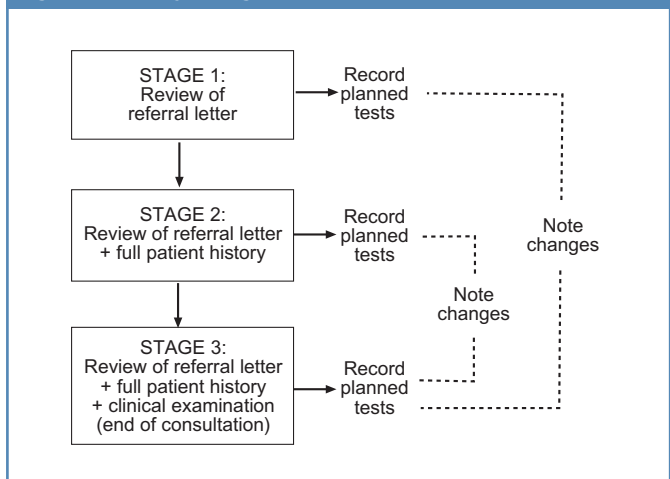 STAGE 1:
Review of
referral letter
Record
planned
tests
STAGE 2:
Review of referral letter
+ full patient history
Record
planned
tests
Note
changes
Note
changes
STAGE 3:
Review of referral letter
+ full patient history
+ clinical examination
(end of consultation)
Record
planned
tests